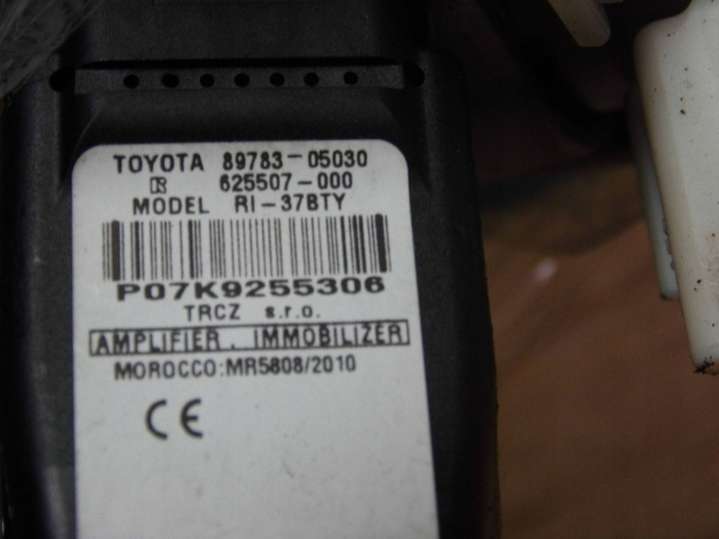 TOYOTA 89783-05030
R 625507-000
MODEL RI-37BTY
P07K9255306
TRCZ s.r.o.
AMPLIFIER . IMMOBILIZER
MOROCCO:MR5808/2010
CE